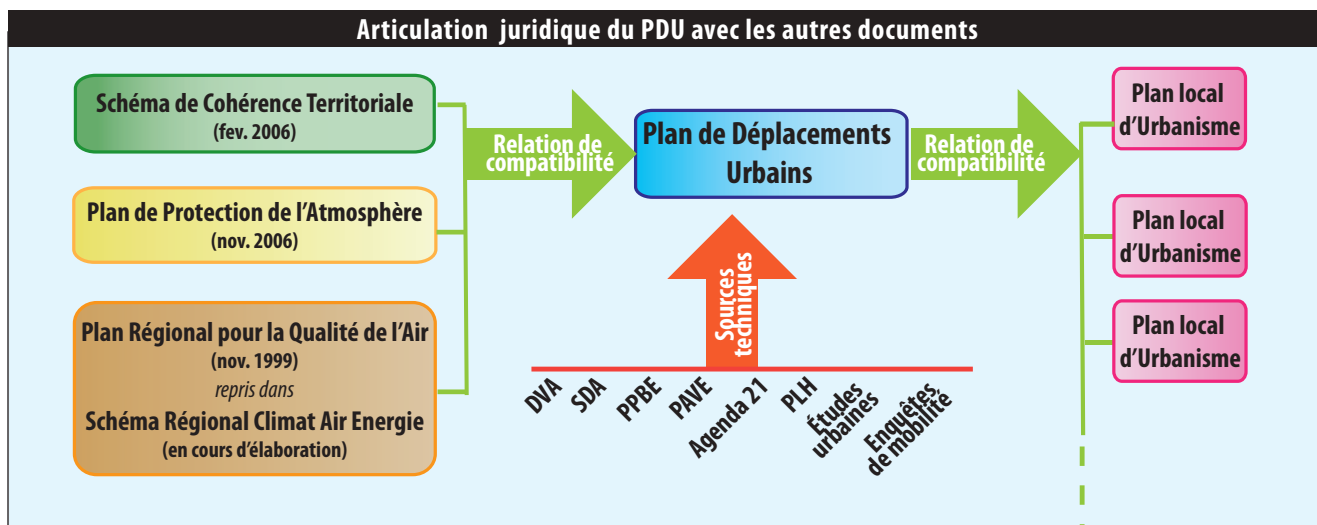 Articulation juridique du PDU avec les autres documents
Schéma de Cohérence Territoriale
(fev. 2006)
Plan de Protection de l’Atmosphère
(nov. 2006)
Plan Régional pour la Qualité de l’Air
(nov. 1999)
repris dans
Schéma Régional Climat Air Energie
(en cours d’élaboration)
Relation de
compatibilité
Plan de Déplacements
Urbains
Sources
techniques
DVA
SDA
PPBE
PAVE
Agenda 21
PLH
Études
urbaines
Enquêtes
de mobilité
Relation de
compatibilité
Plan local
d’Urbanisme
Plan local
d’Urbanisme
Plan local
d’Urbanisme